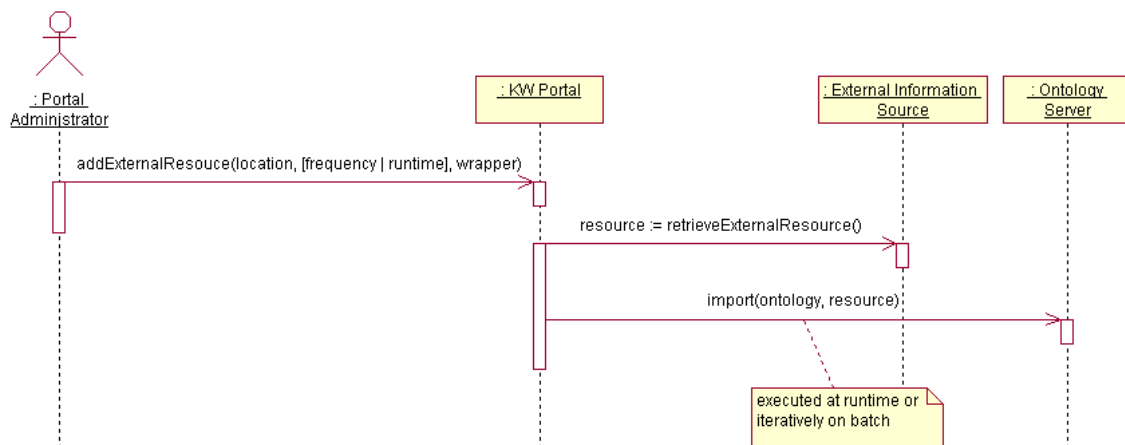 : Portal
Administrator
: KW Portal
: External Information
Source
: Ontology
Server
addExternalResouce(location, [frequency | runtime], wrapper)
resource := retrieveExternalResource()
import(ontology, resource)
executed at runtime or
iteratively on batch